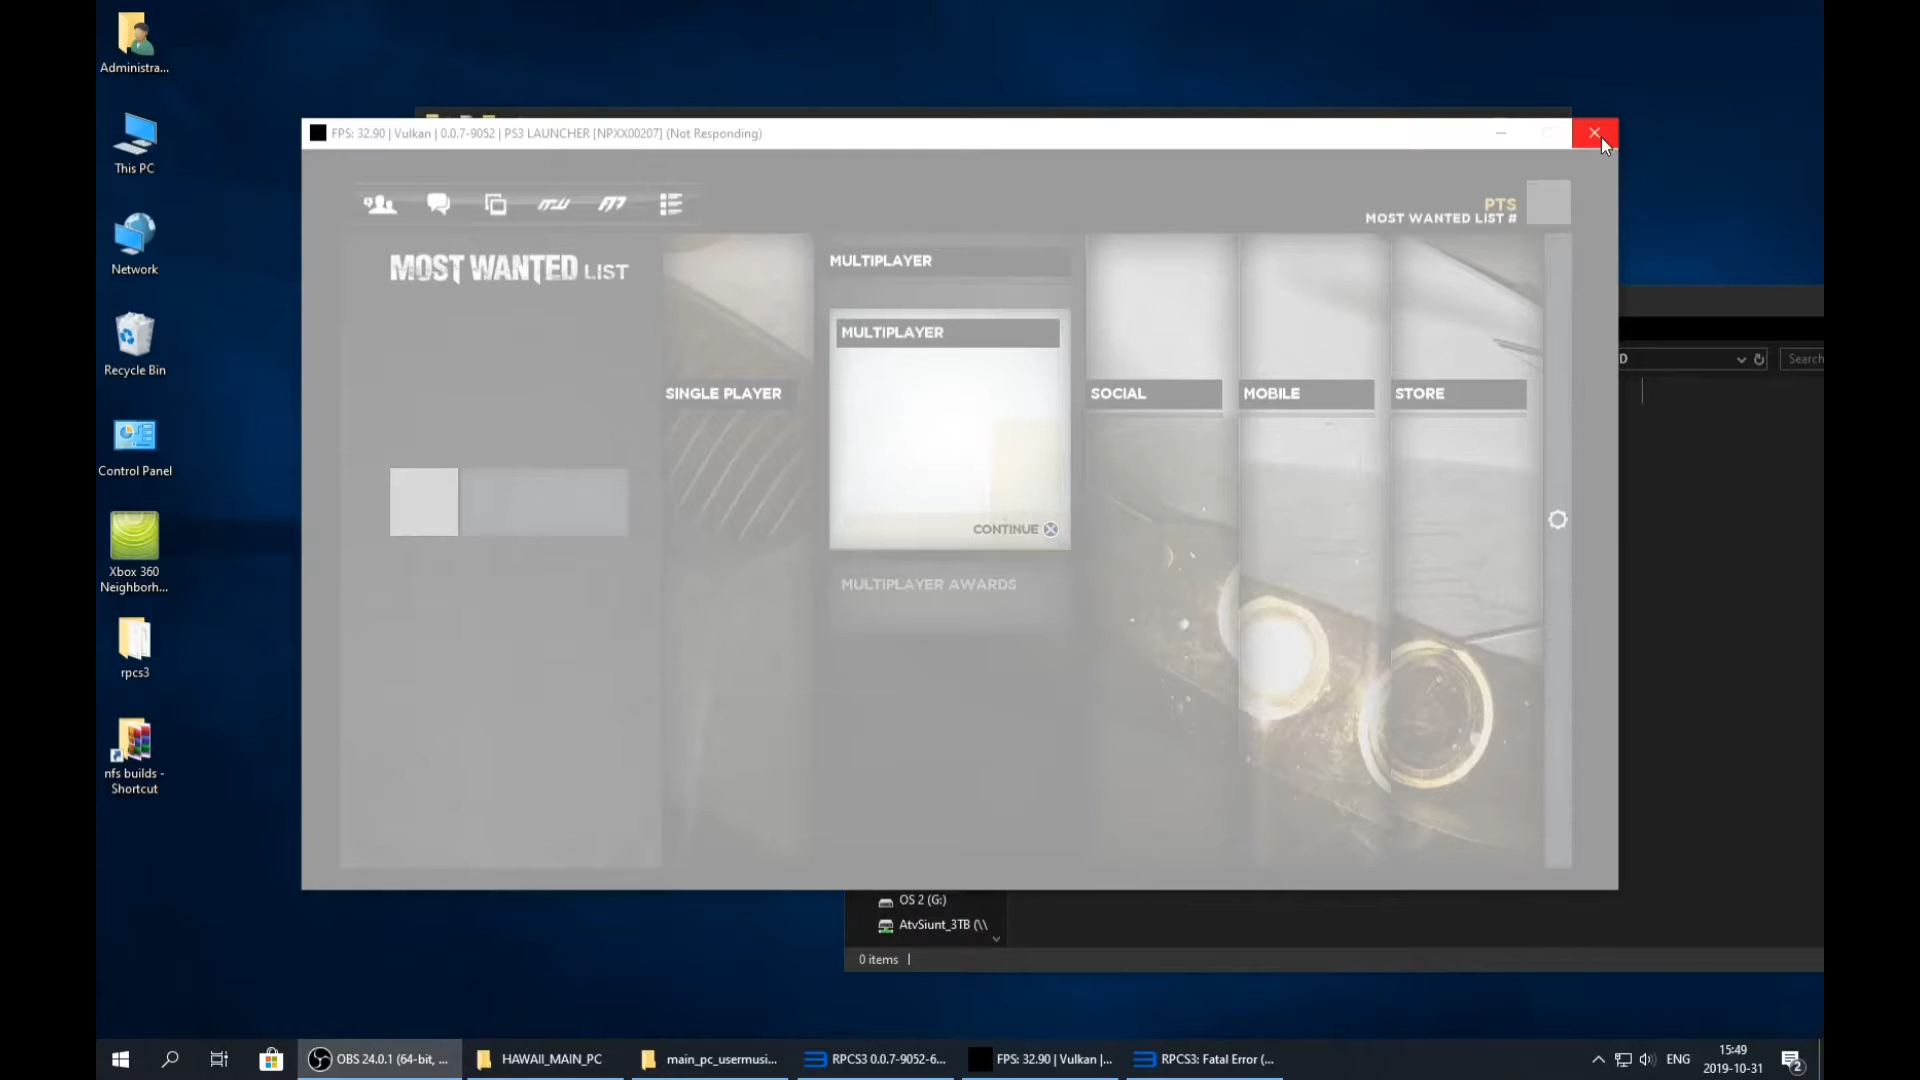 Administra...
This PC
Network
Recycle Bin
Control Panel
Xbox 360
Neighborh...
rpcs3
nfs builds -
Shortcut
FPS: 32.90 | Vulkan | 0.0.7-9052 | PS3 LAUNCHER [NPXX00207] (Not Responding)
PTS
MOST WANTED LIST #
MOST WANTED LIST
MULTIPLAYER
MULTIPLAYER
SINGLE PLAYER
SOCIAL
MOBILE
STORE
CONTINUE
MULTIPLAYER AWARDS
D
Search
OS 2 (G:)
AtvSiunt_3TB (\\
0 items
OBS 24.0.1 (64-bit, ...
HAWAII_MAIN_PC
main_pc_usermusi...
RPCS3 0.0.7-9052-6...
FPS: 32.90 | Vulkan |...
RPCS3: Fatal Error (...
ENG
15:49
2019-10-31
2